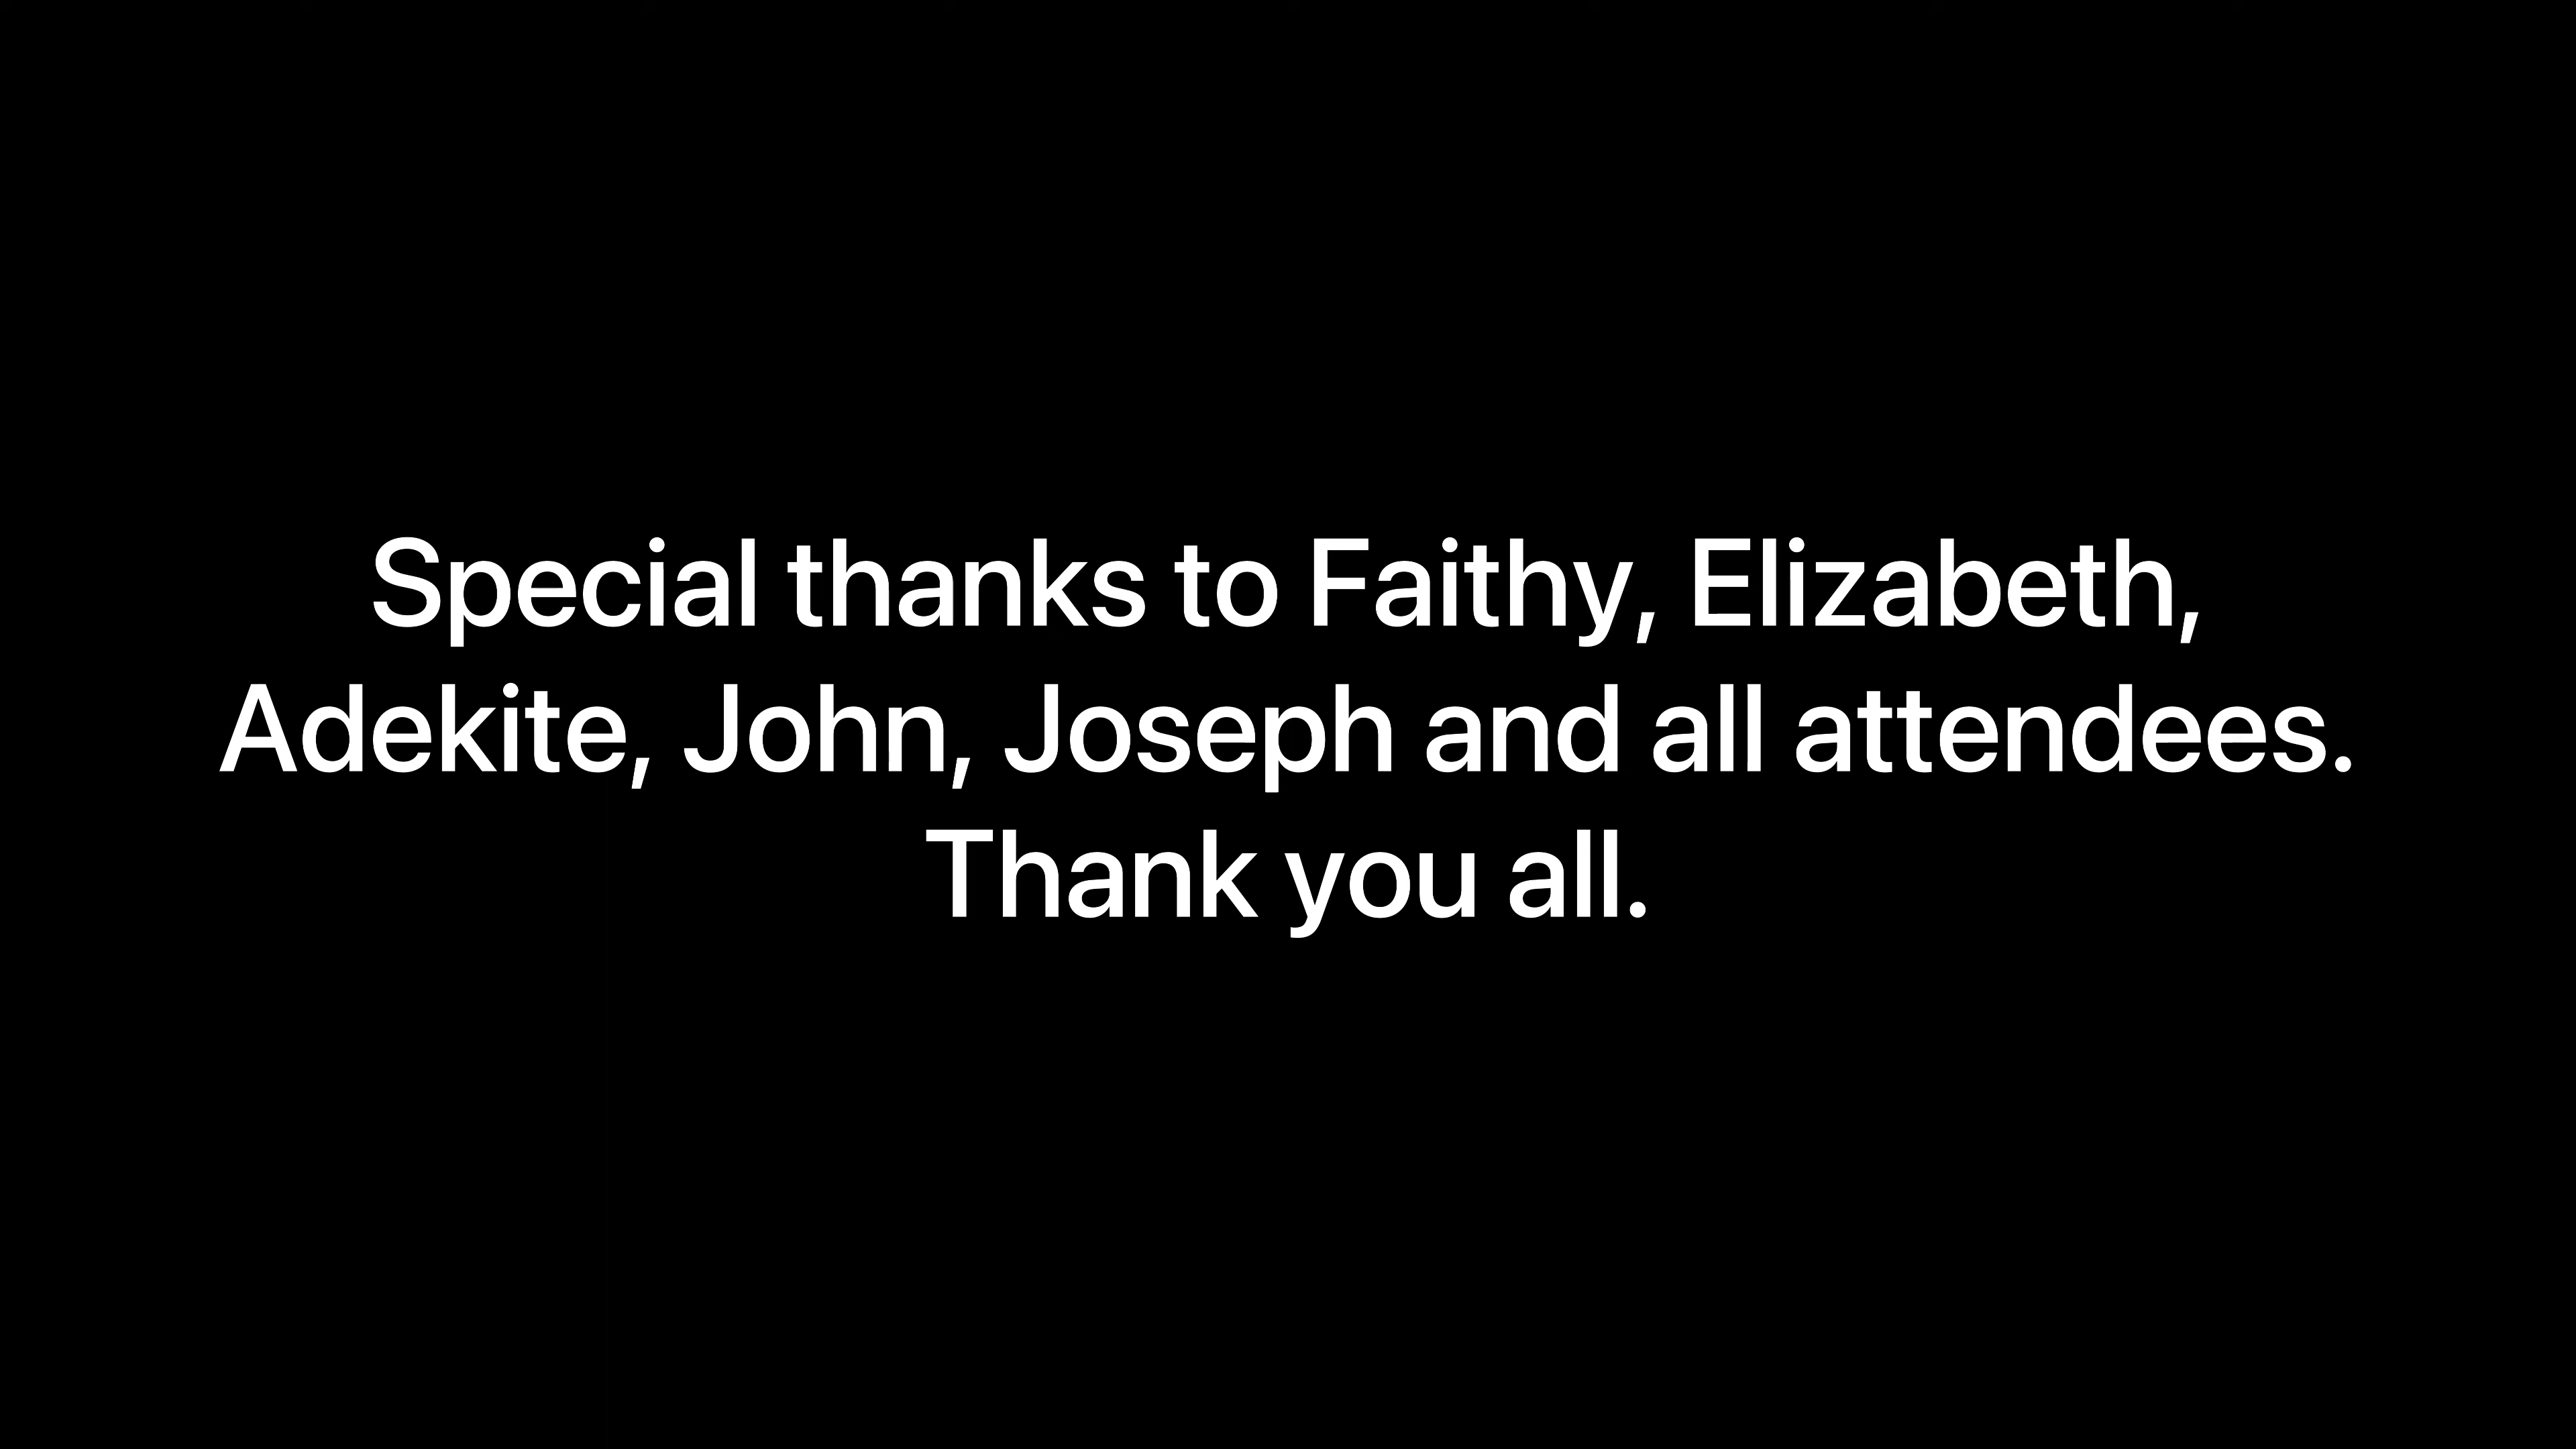 Special thanks to Faithy, Elizabeth,
Adekite, John, Joseph and all attendees.
Thank you all.